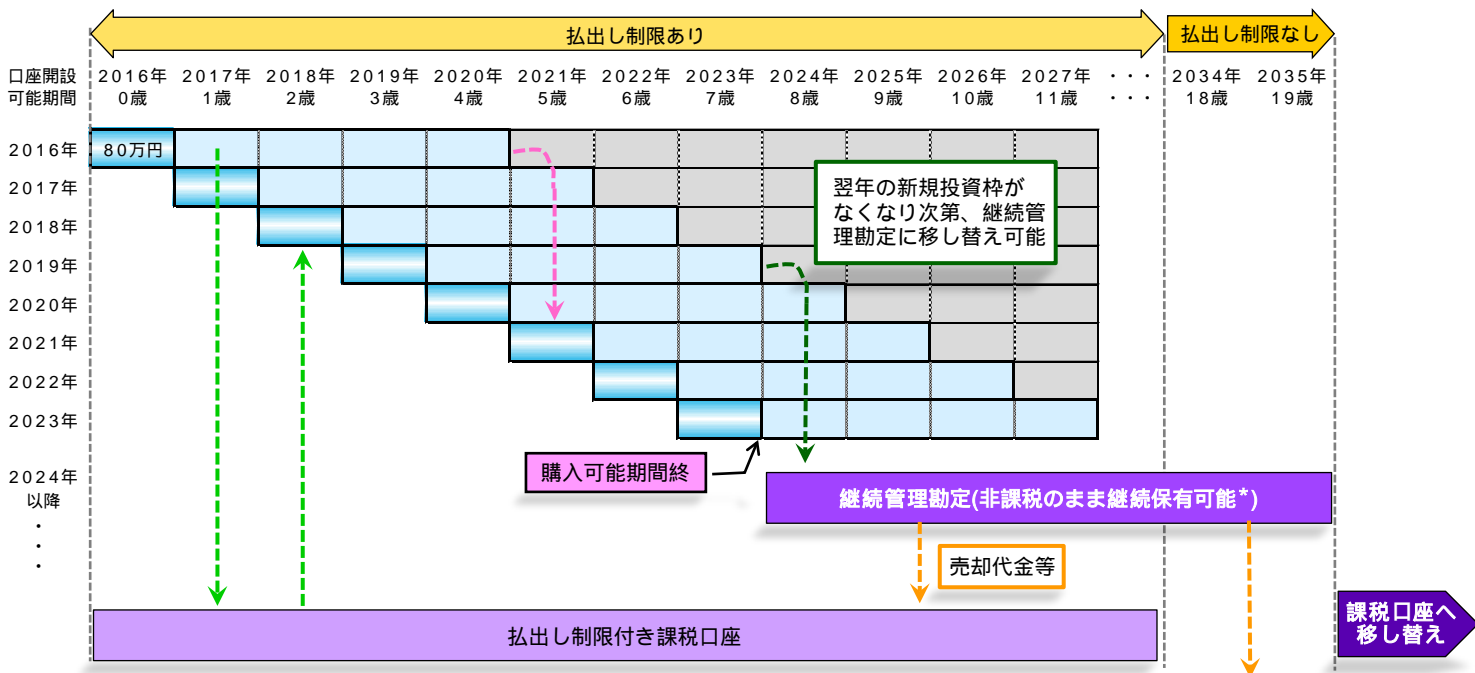 払出し制限あり
払出し制限なし
口座開設
可能期間
2016年 2017年 2018年 2019年 2020年 2021年 2022年 2023年 2024年 2025年 2026年 2027年 ・・・ 2034年 2035年
0歳 1歳 2歳 3歳 4歳 5歳 6歳 7歳 8歳 9歳 10歳 11歳 ・・・ 18歳 19歳
2016年
80万円
2017年
2018年
2019年
2020年
2021年
2022年
2023年
2024年
以降
・
・
・
翌年の新規投資枠が
なくなり次第、継続管
理勘定に移し替え可能
購入可能期間終
継続管理勘定(非課税のまま継続保有可能*)
売却代金等
払出し制限付き課税口座
課税口座へ
移し替え